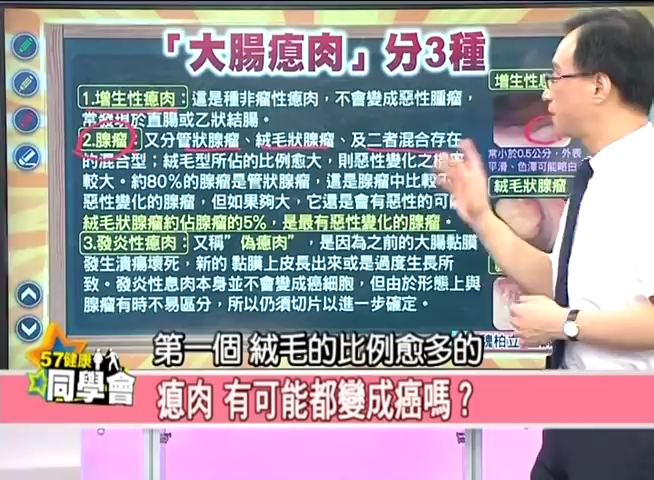 「大腸瘜肉」分3種
1.增生性瘜肉：這是種非瘤性瘜肉，不會變成惡性腫瘤，
常發現於直腸或乙狀結腸。
2.腺瘤：又分管狀腺瘤、絨毛狀腺瘤、及二者混合存在
的混合型；絨毛型所佔的比例愈大，則惡性變化之機率
較大。約80%的腺瘤是管狀腺瘤，這是腺瘤中比較
惡性變化的腺瘤，但如果夠大，它還是會有惡性的可
絨毛狀腺瘤約佔腺瘤的5%，是最有惡性變化的腺瘤。
3.發炎性瘜肉：又稱"偽瘜肉"，是因為之前的大腸黏膜
發生潰瘍壞死，新的 黏膜上皮長出來或是過度生長所
致。發炎性息肉本身並不會變成癌細胞，但由於形態上與
腺瘤有時不易區分，所以仍須切片以進一步確定。
增生性
常小於0.5公分，外表
平滑、色澤可能略白
絨毛狀腺瘤
柏立
第一個 絨毛的比例愈多的
57健康
同學會
瘜肉 有可能都變成癌嗎？